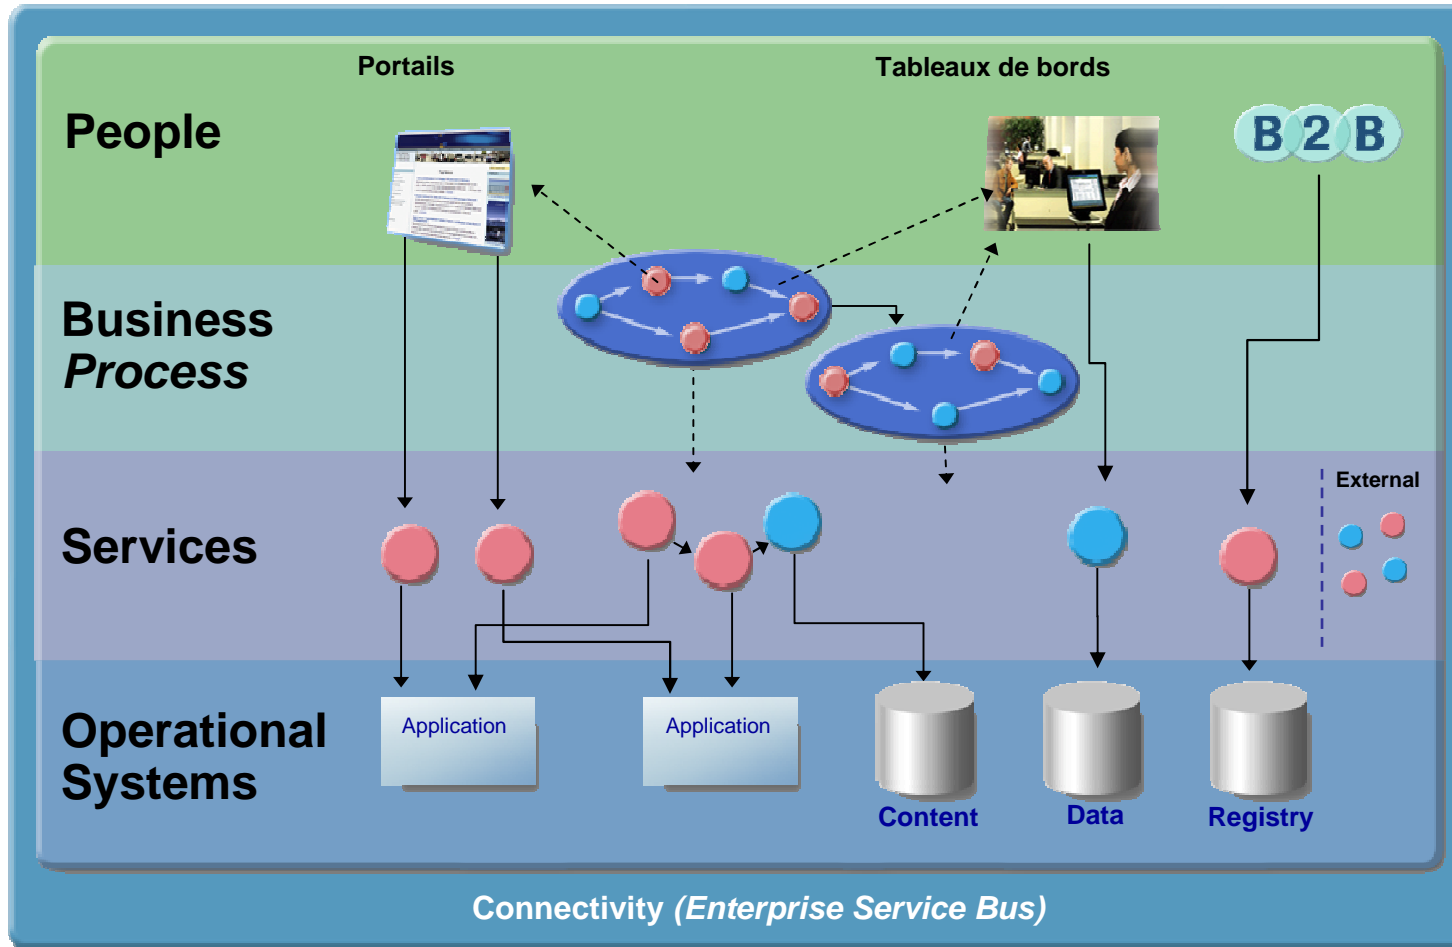 Portails
Tableaux de bords
People
B2B
Business
Process
External
Services
Operational
Systems
Application
Application
Content
Data
Registry
Connectivity (Enterprise Service Bus)